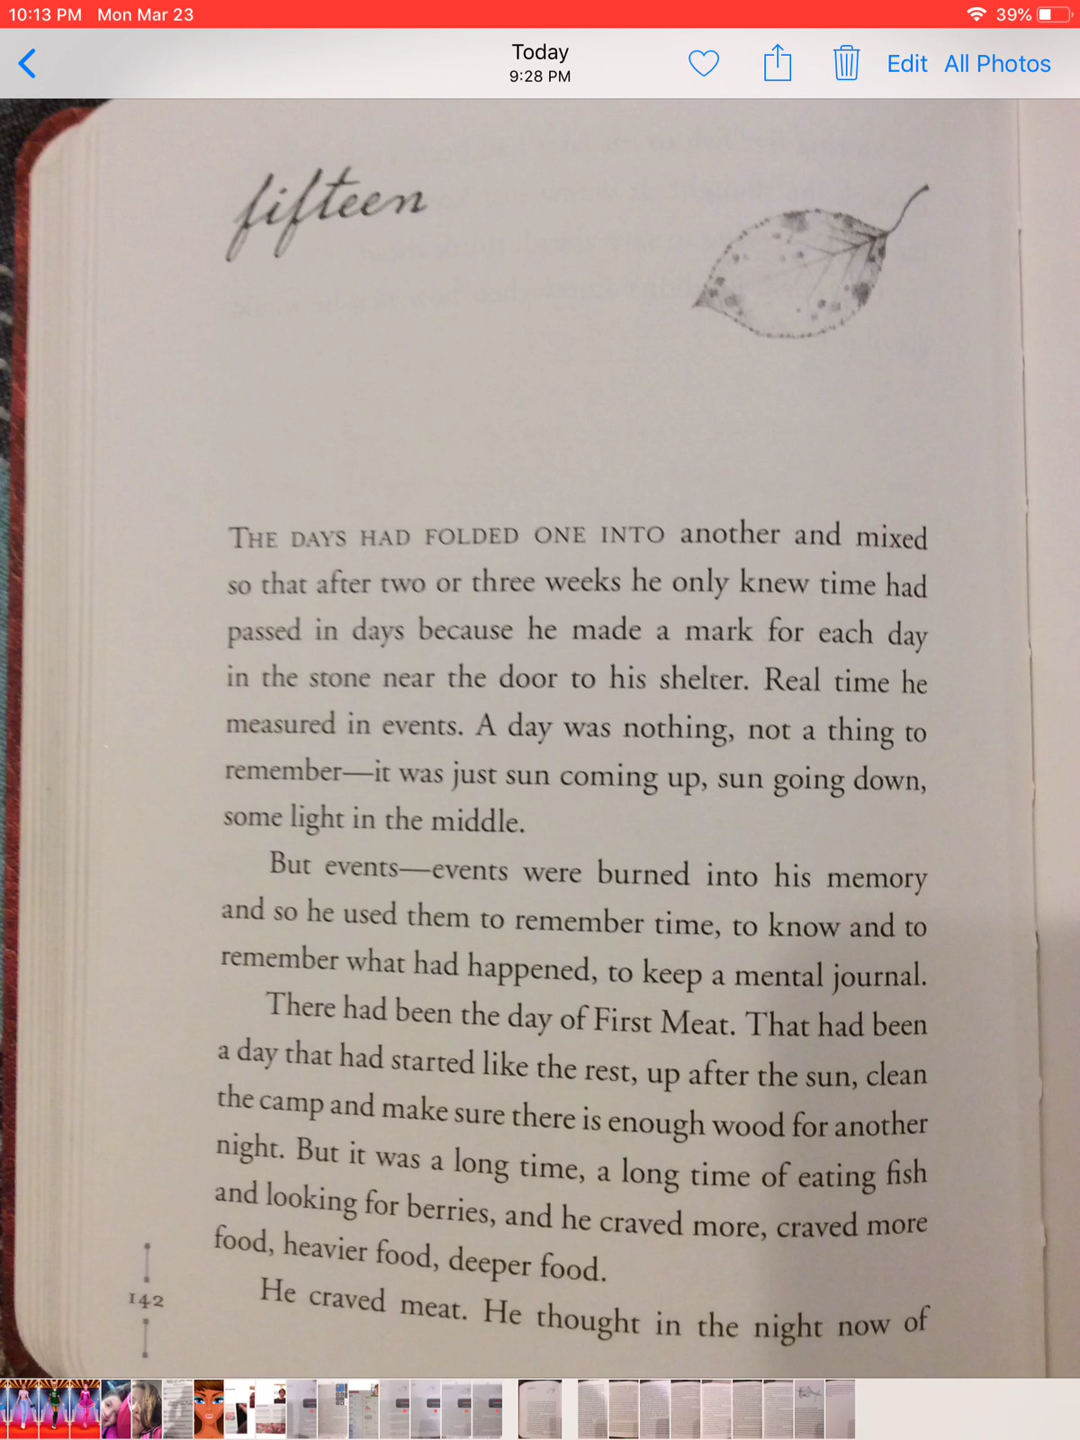 10:13 PM Mon Mar 23 39%
Today
9:28 PM
Edit All Photos
fifteen
THE DAYS HAD FOLDED ONE INTO another and mixed
so that after two or three weeks he only knew time had
passed in days because he made a mark for each day
in the stone near the door to his shelter. Real time he
measured in events. A day was nothing, not a thing to
remember—it was just sun coming up, sun going down,
some light in the middle.
But events—events were burned into his memory
and so he used them to remember time, to know and to
remember what had happened, to keep a mental journal.
There had been the day of First Meat. That had been
a day that had started like the rest, up after the sun, clean
the camp and make sure there is enough wood for another
night. But it was a long time, a long time of eating fish
and looking for berries, and he craved more, craved more
food, heavier food, deeper food.
He craved meat. He thought in the night now of
142